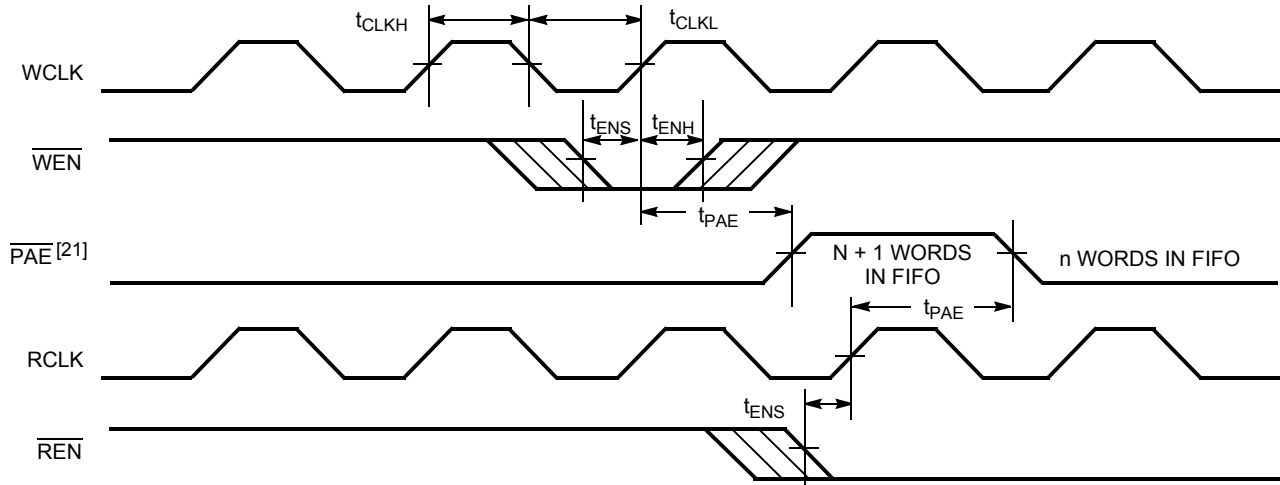 tCLKH
tCLKL
WCLK
tENS
tENH
WEN
tPAE
PAE [21]
N + 1 WORDS
IN FIFO
n WORDS IN FIFO
tPAE
RCLK
tENS
REN